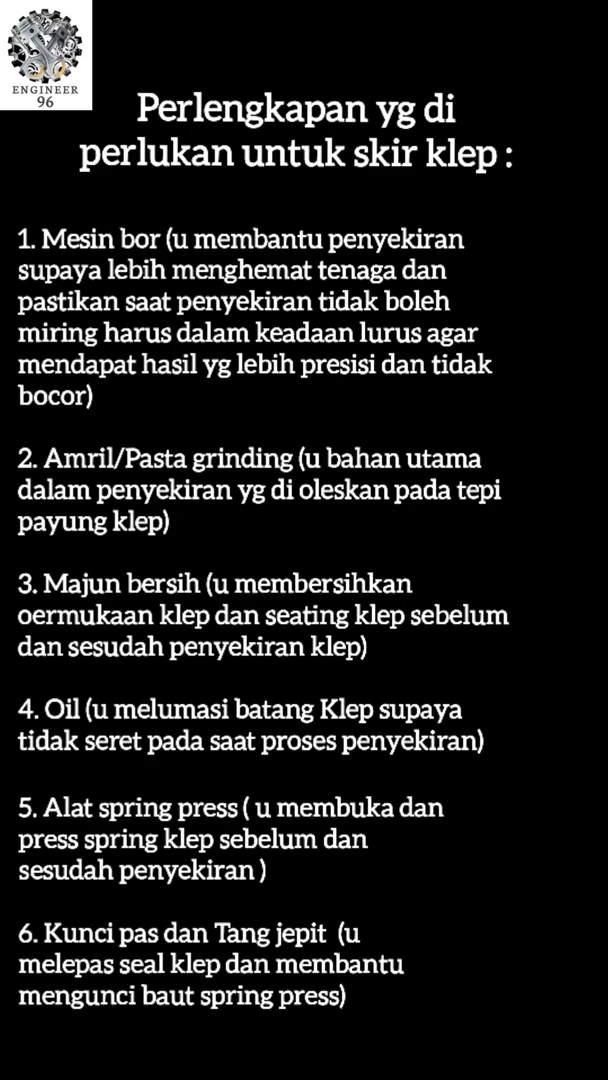 ENGINEER
96
Perlengkapan yg di
perlukan untuk skir klep :
1. Mesin bor (u membantu penyekiran
supaya lebih menghemat tenaga dan
pastikan saat penyekiran tidak boleh
miring harus dalam keadaan lurus agar
mendapat hasil yg lebih presisi dan tidak
bocor)
2. Amril/Pasta grinding (u bahan utama
dalam penyekiran yg di oleskan pada tepi
payung klep)
3. Majun bersih (u membersihkan
oermukaan klep dan seating klep sebelum
dan sesudah penyekiran klep)
4. Oil (u melumasi batang Klep supaya
tidak seret pada saat proses penyekiran)
5. Alat spring press ( u membuka dan
press spring klep sebelum dan
sesudah penyekiran )
6. Kunci pas dan Tang jepit  (u
melepas seal klep dan membantu
mengunci baut spring press)